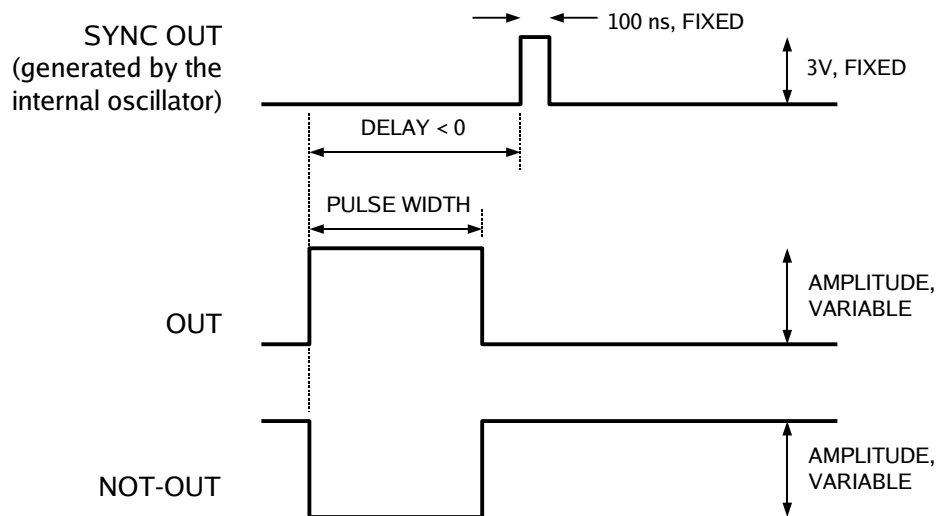 100 ns, FIXED
SYNC OUT
(generated by the
internal oscillator)
3V, FIXED
DELAY < 0
PULSE WIDTH
AMPLITUDE,
VARIABLE
OUT
AMPLITUDE,
VARIABLE
NOT-OUT